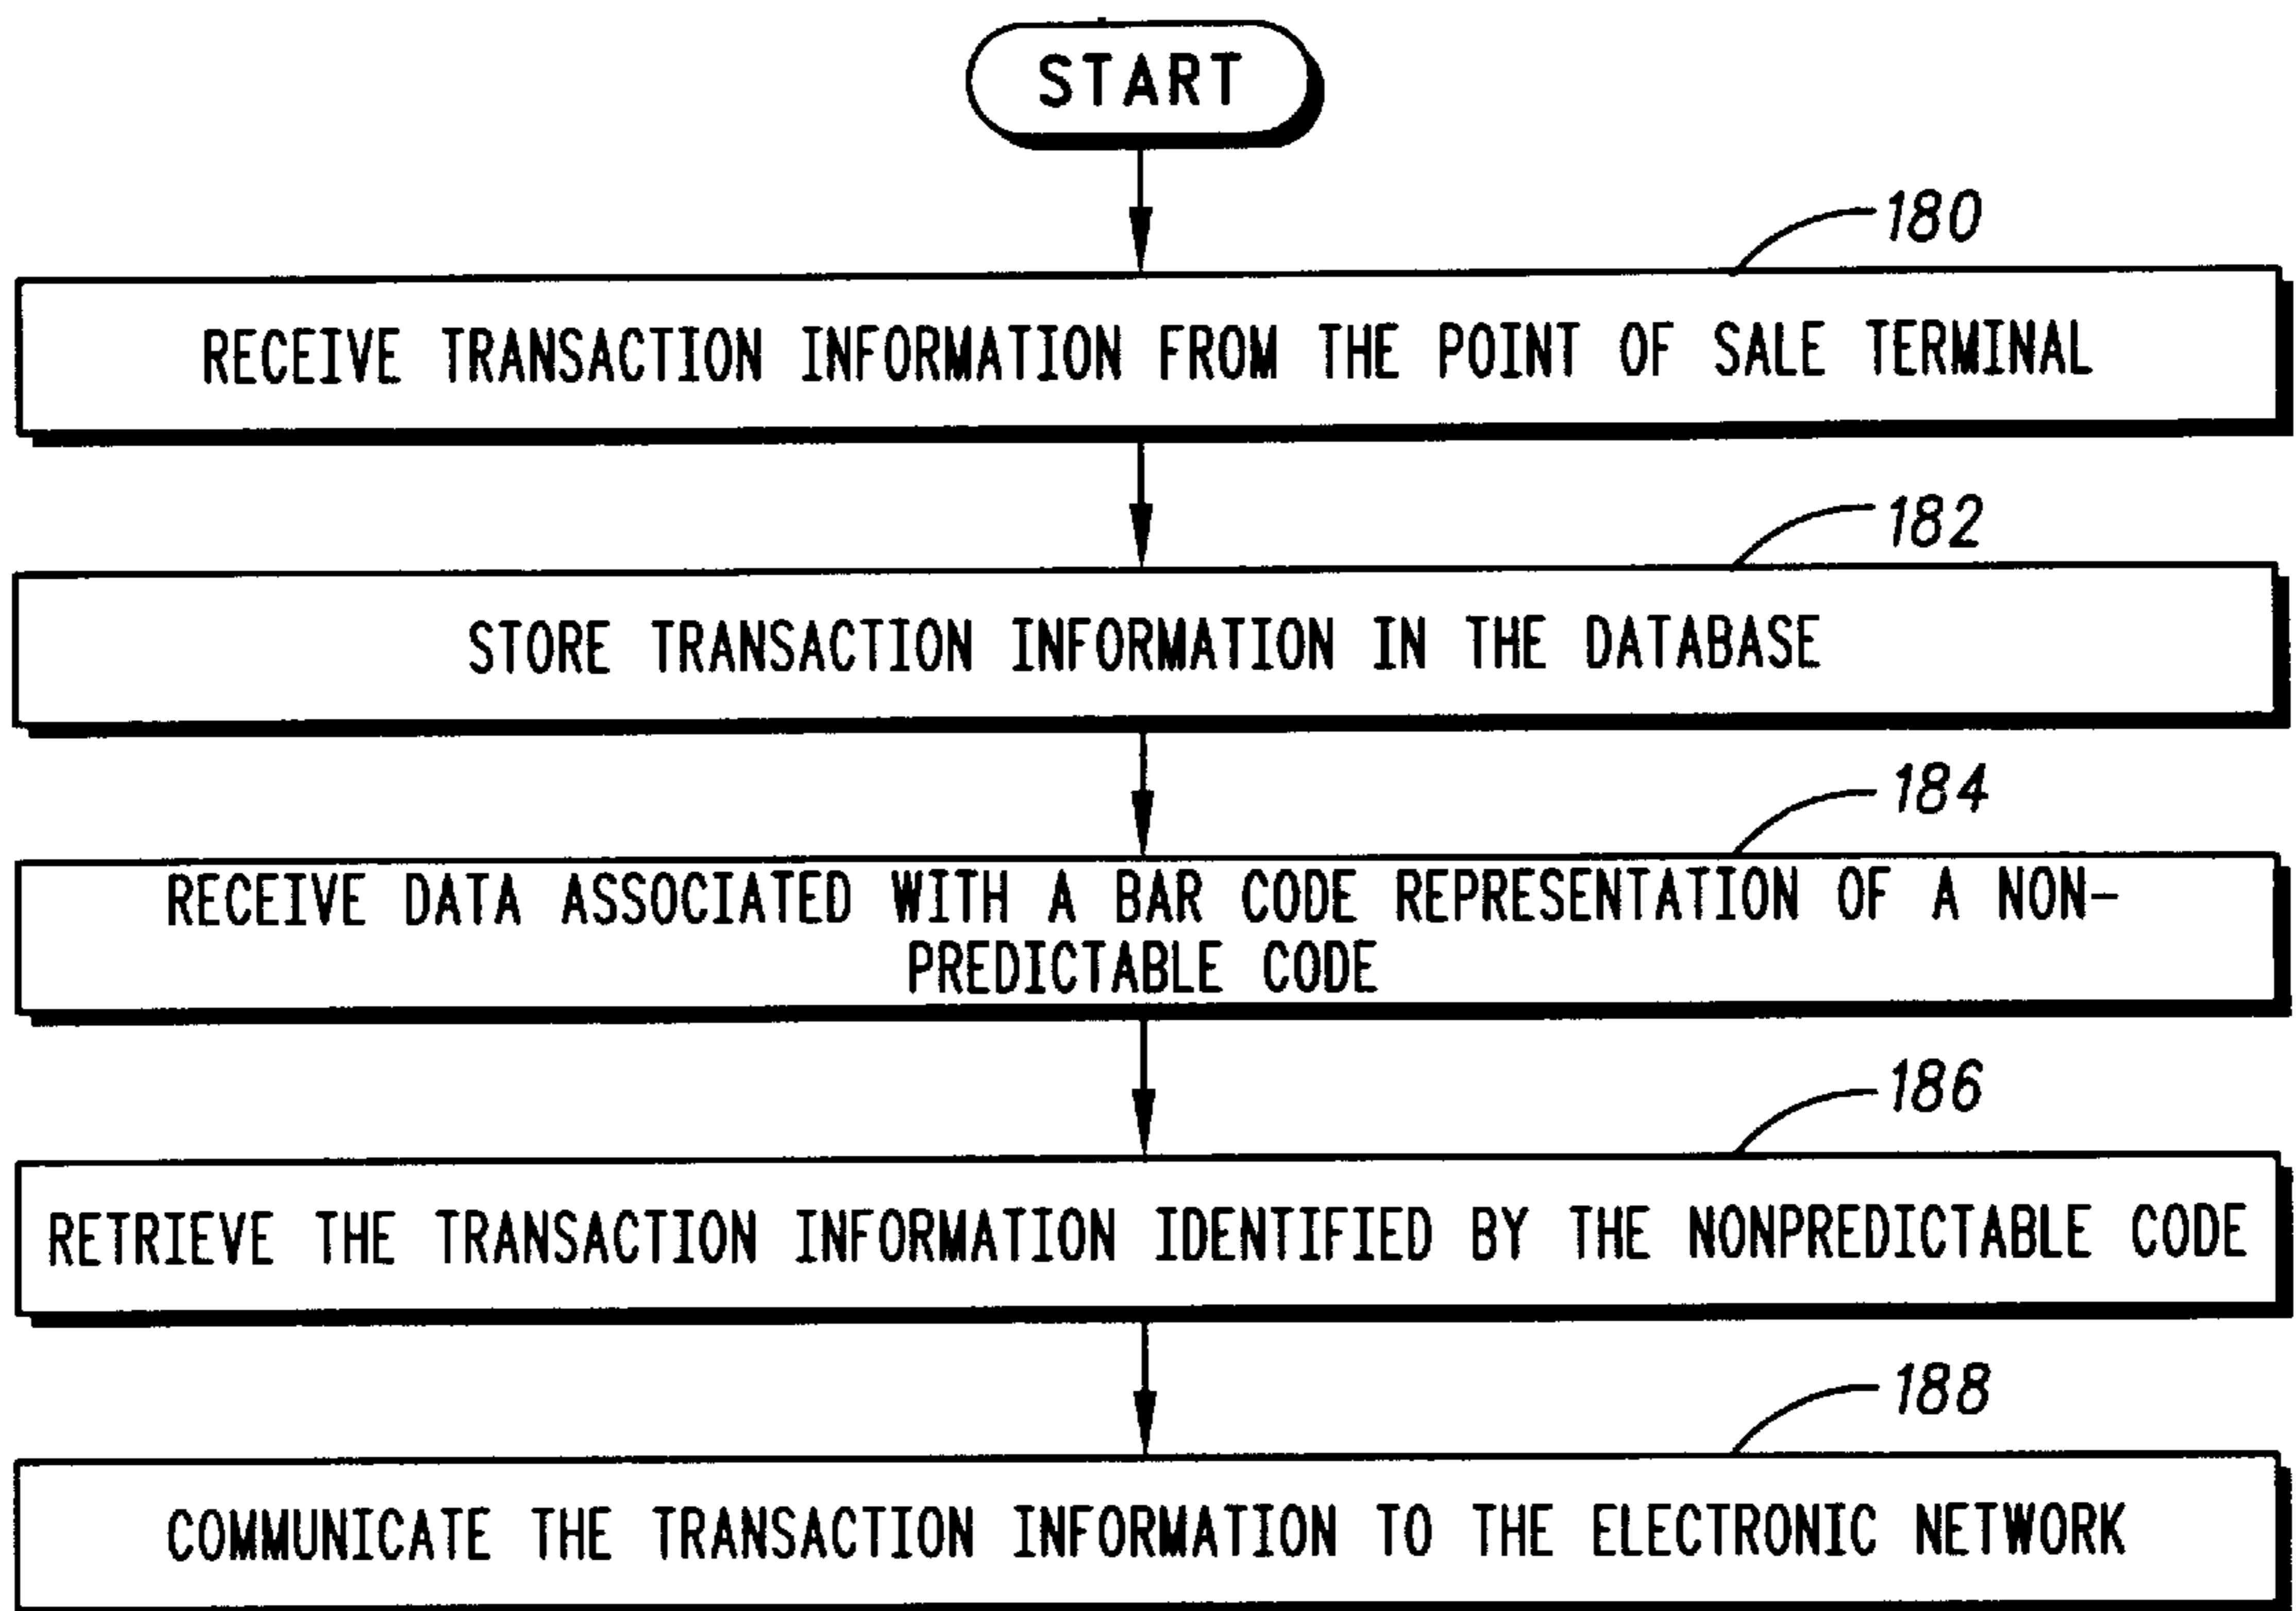 START
180
RECEIVE TRANSACTION INFORMATION FROM THE POINT OF SALE TERMINAL
182
STORE TRANSACTION INFORMATION IN THE DATABASE
184
RECEIVE DATA ASSOCIATED WITH A BAR CODE REPRESENTATION OF A NON-
PREDICTABLE CODE
186
RETRIEVE THE TRANSACTION INFORMATION IDENTIFIED BY THE NONPREDICTABLE CODE
188
COMMUNICATE THE TRANSACTION INFORMATION TO THE ELECTRONIC NETWORK